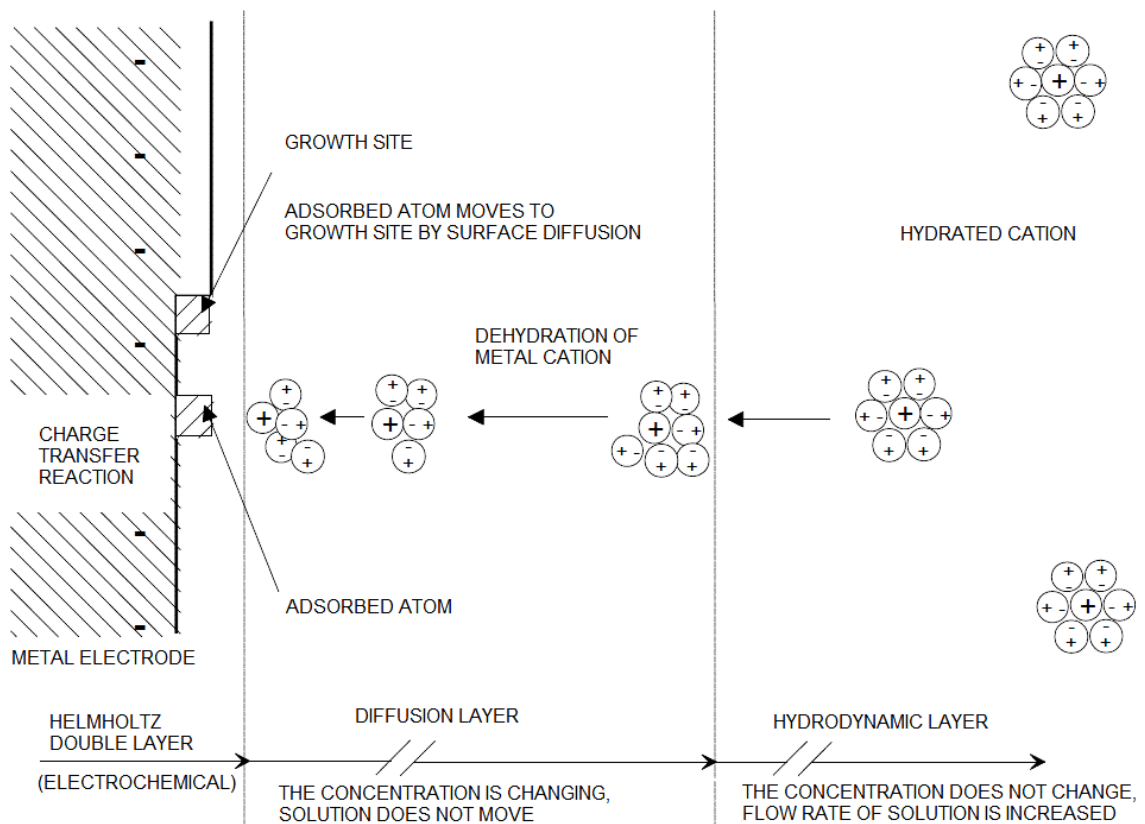 GROWTH SITE
ADSORBED ATOM MOVES TO
GROWTH SITE BY SURFACE DIFFUSION
HYDRATED CATION
DEHYDRATION OF
METAL CATION
CHARGE
TRANSFER
REACTION
ADSORBED ATOM
METAL ELECTRODE
HELMHOLTZ
DOUBLE LAYER
(ELECTROCHEMICAL)
DIFFUSION LAYER
THE CONCENTRATION IS CHANGING,
SOLUTION DOES NOT MOVE
HYDRODYNAMIC LAYER
THE CONCENTRATION DOES NOT CHANGE,
FLOW RATE OF SOLUTION IS INCREASED